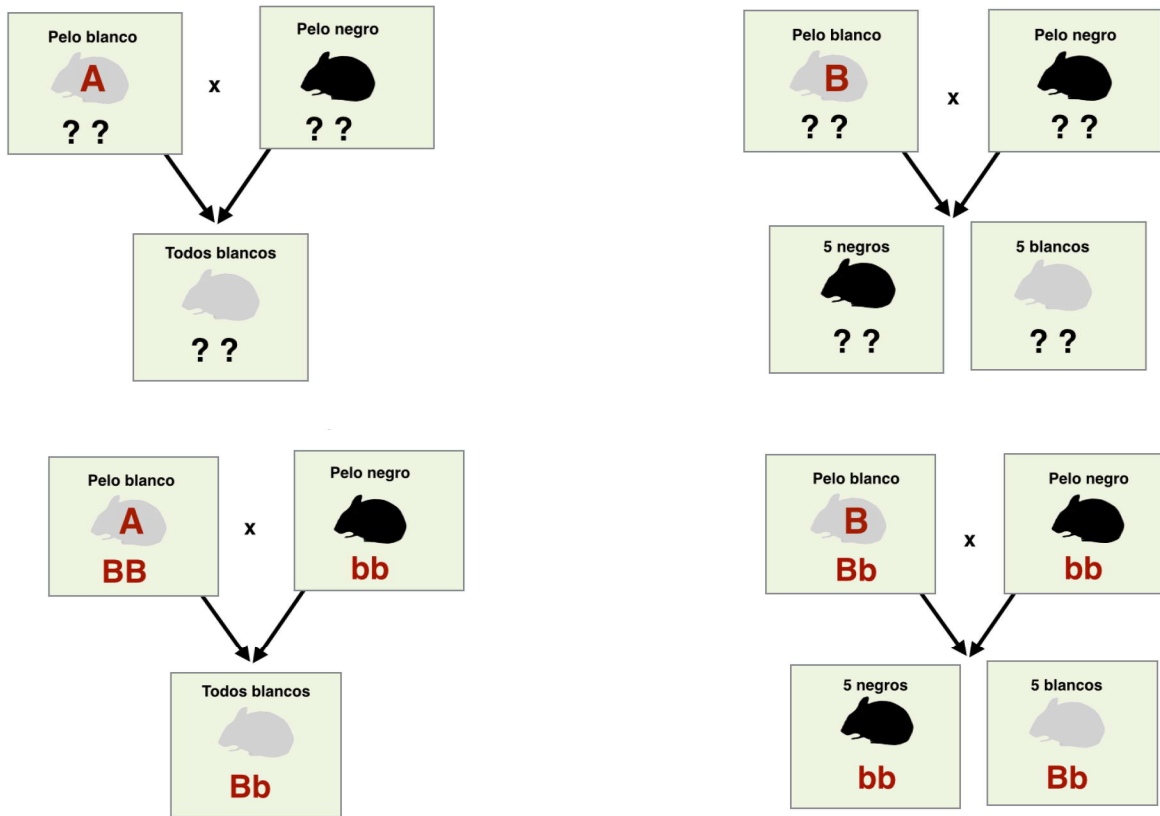 Pelo blanco
A
? ?
x
Pelo negro
? ?
Todos blancos
? ?
Pelo blanco
B
? ?
x
Pelo negro
? ?
5 negros
? ?
5 blancos
? ?
Pelo blanco
A
BB
x
Pelo negro
bb
Todos blancos
Bb
Pelo blanco
B
Bb
x
Pelo negro
bb
5 negros
bb
5 blancos
Bb